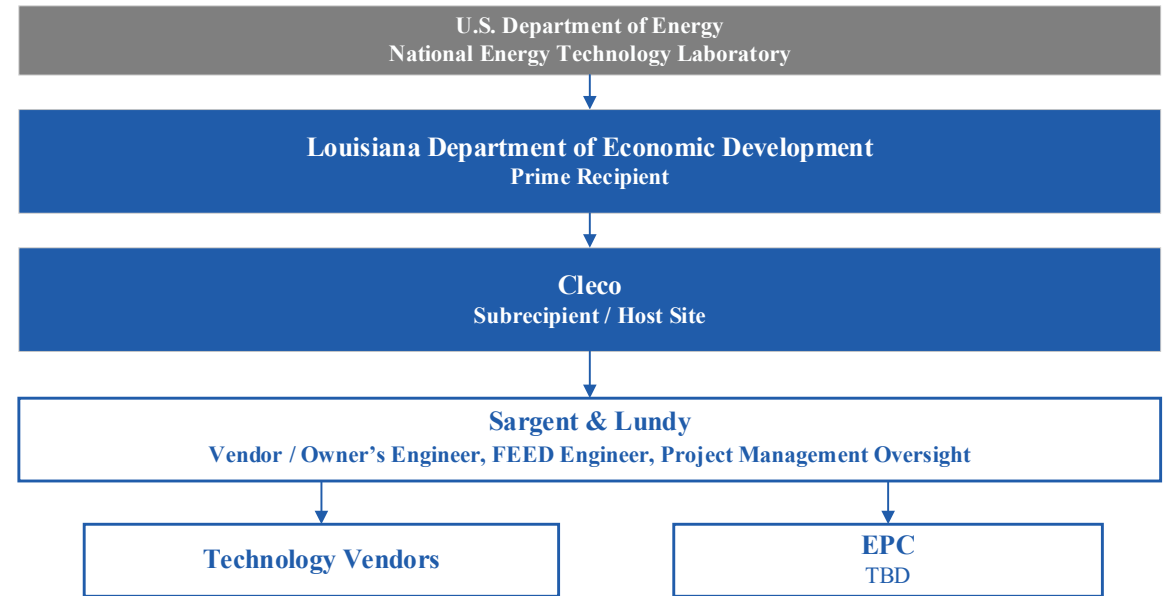 U.S. Department of Energy
National Energy Technology Laboratory
Louisiana Department of Economic Development
Prime Recipient
Cleco
Subrecipient / Host Site
Sargent & Lundy
Vendor / Owner’s Engineer, FEED Engineer, Project Management Oversight
Technology Vendors
EPC
TBD